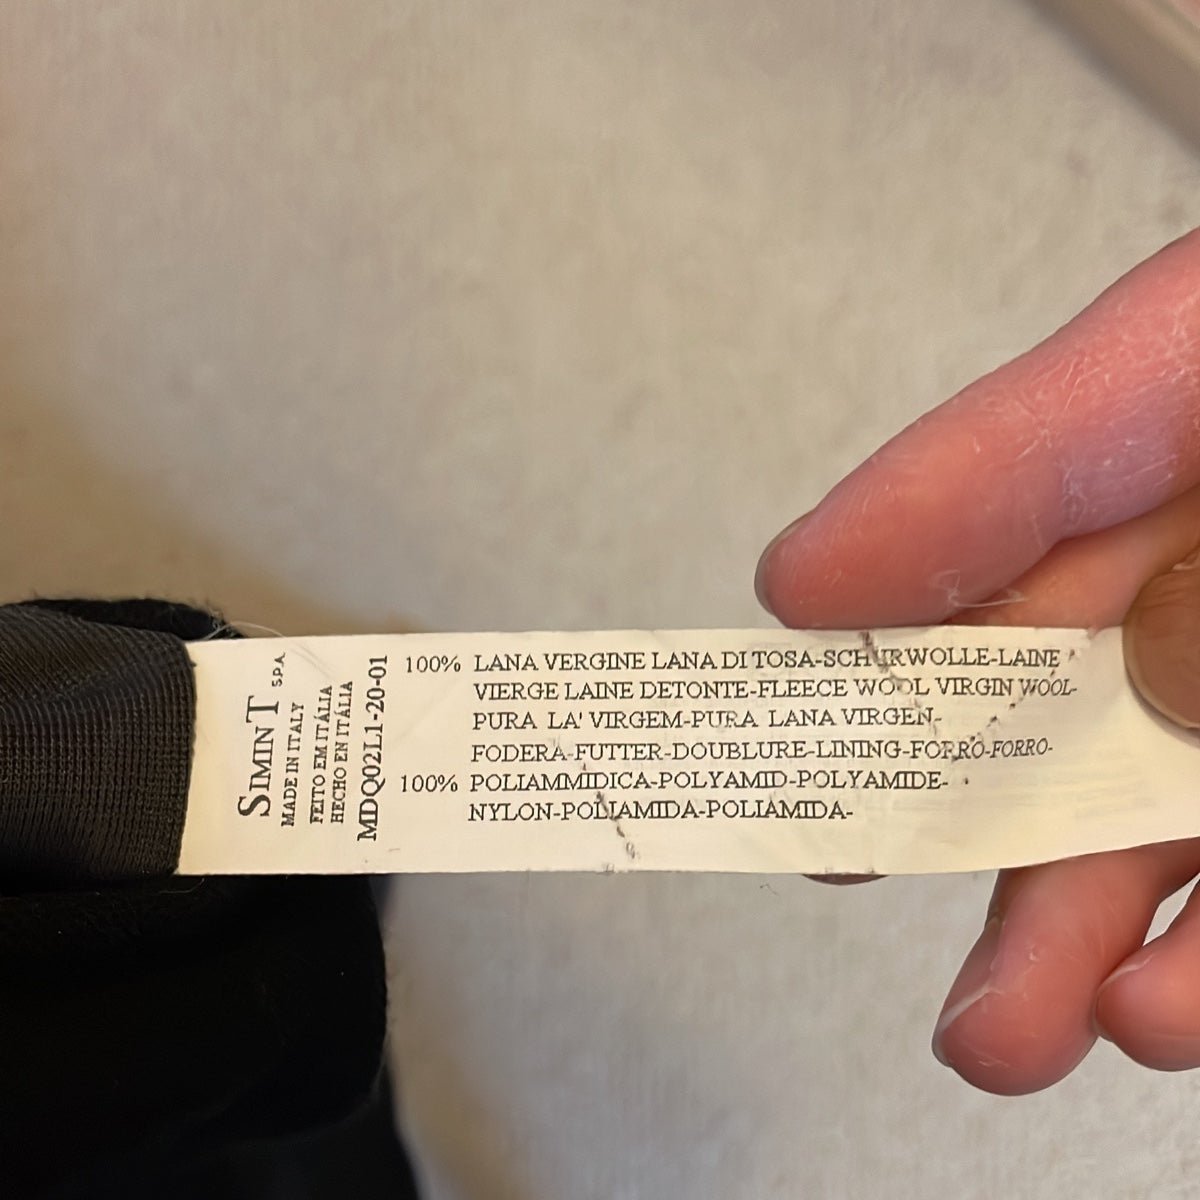 SIMINT S.P.A.
MADE IN ITALY
FEITO EM ITÁLIA
HECHO EN ITÁLIA
MDQ02L1-20-01
100% LANA VERGINE LANA DI TOSA-SCHURWOLLE-LAINE
VIERGE LAINE DETONTE-FLEECE WOOL VIRGIN WOOL-
PURA LA' VIRGEM-PURA LANA VIRGEN-
FODERA-FUTTER-DOUBLURE-LINING-FORRO-FORRO-
100% POLIAMMIDICA-POLYAMID-POLYAMIDE-
NYLON-POLIAMIDA-POLIAMIDA-